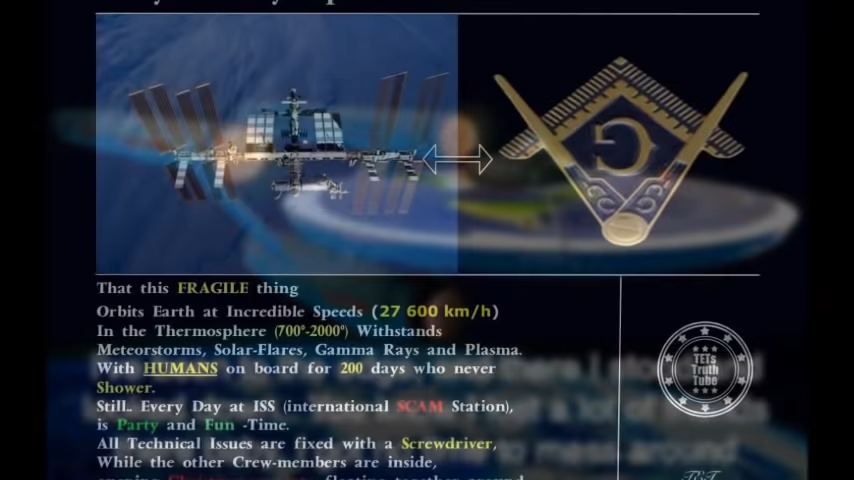 That this FRAGILE thing
Orbits Earth at Incredible Speeds (27 600 km/h)
In the Thermosphere (700°-2000°) Withstands
Meteorstorms, Solar-Flares, Gamma Rays and Plasma.
With HUMANS on board for 200 days who never
Shower.
Still.. Every Day at ISS (international SCAM Station),
is Party and Fun -Time.
All Technical Issues are fixed with a Screwdriver,
While the other Crew-members are inside,
TETs
Truth
Tube